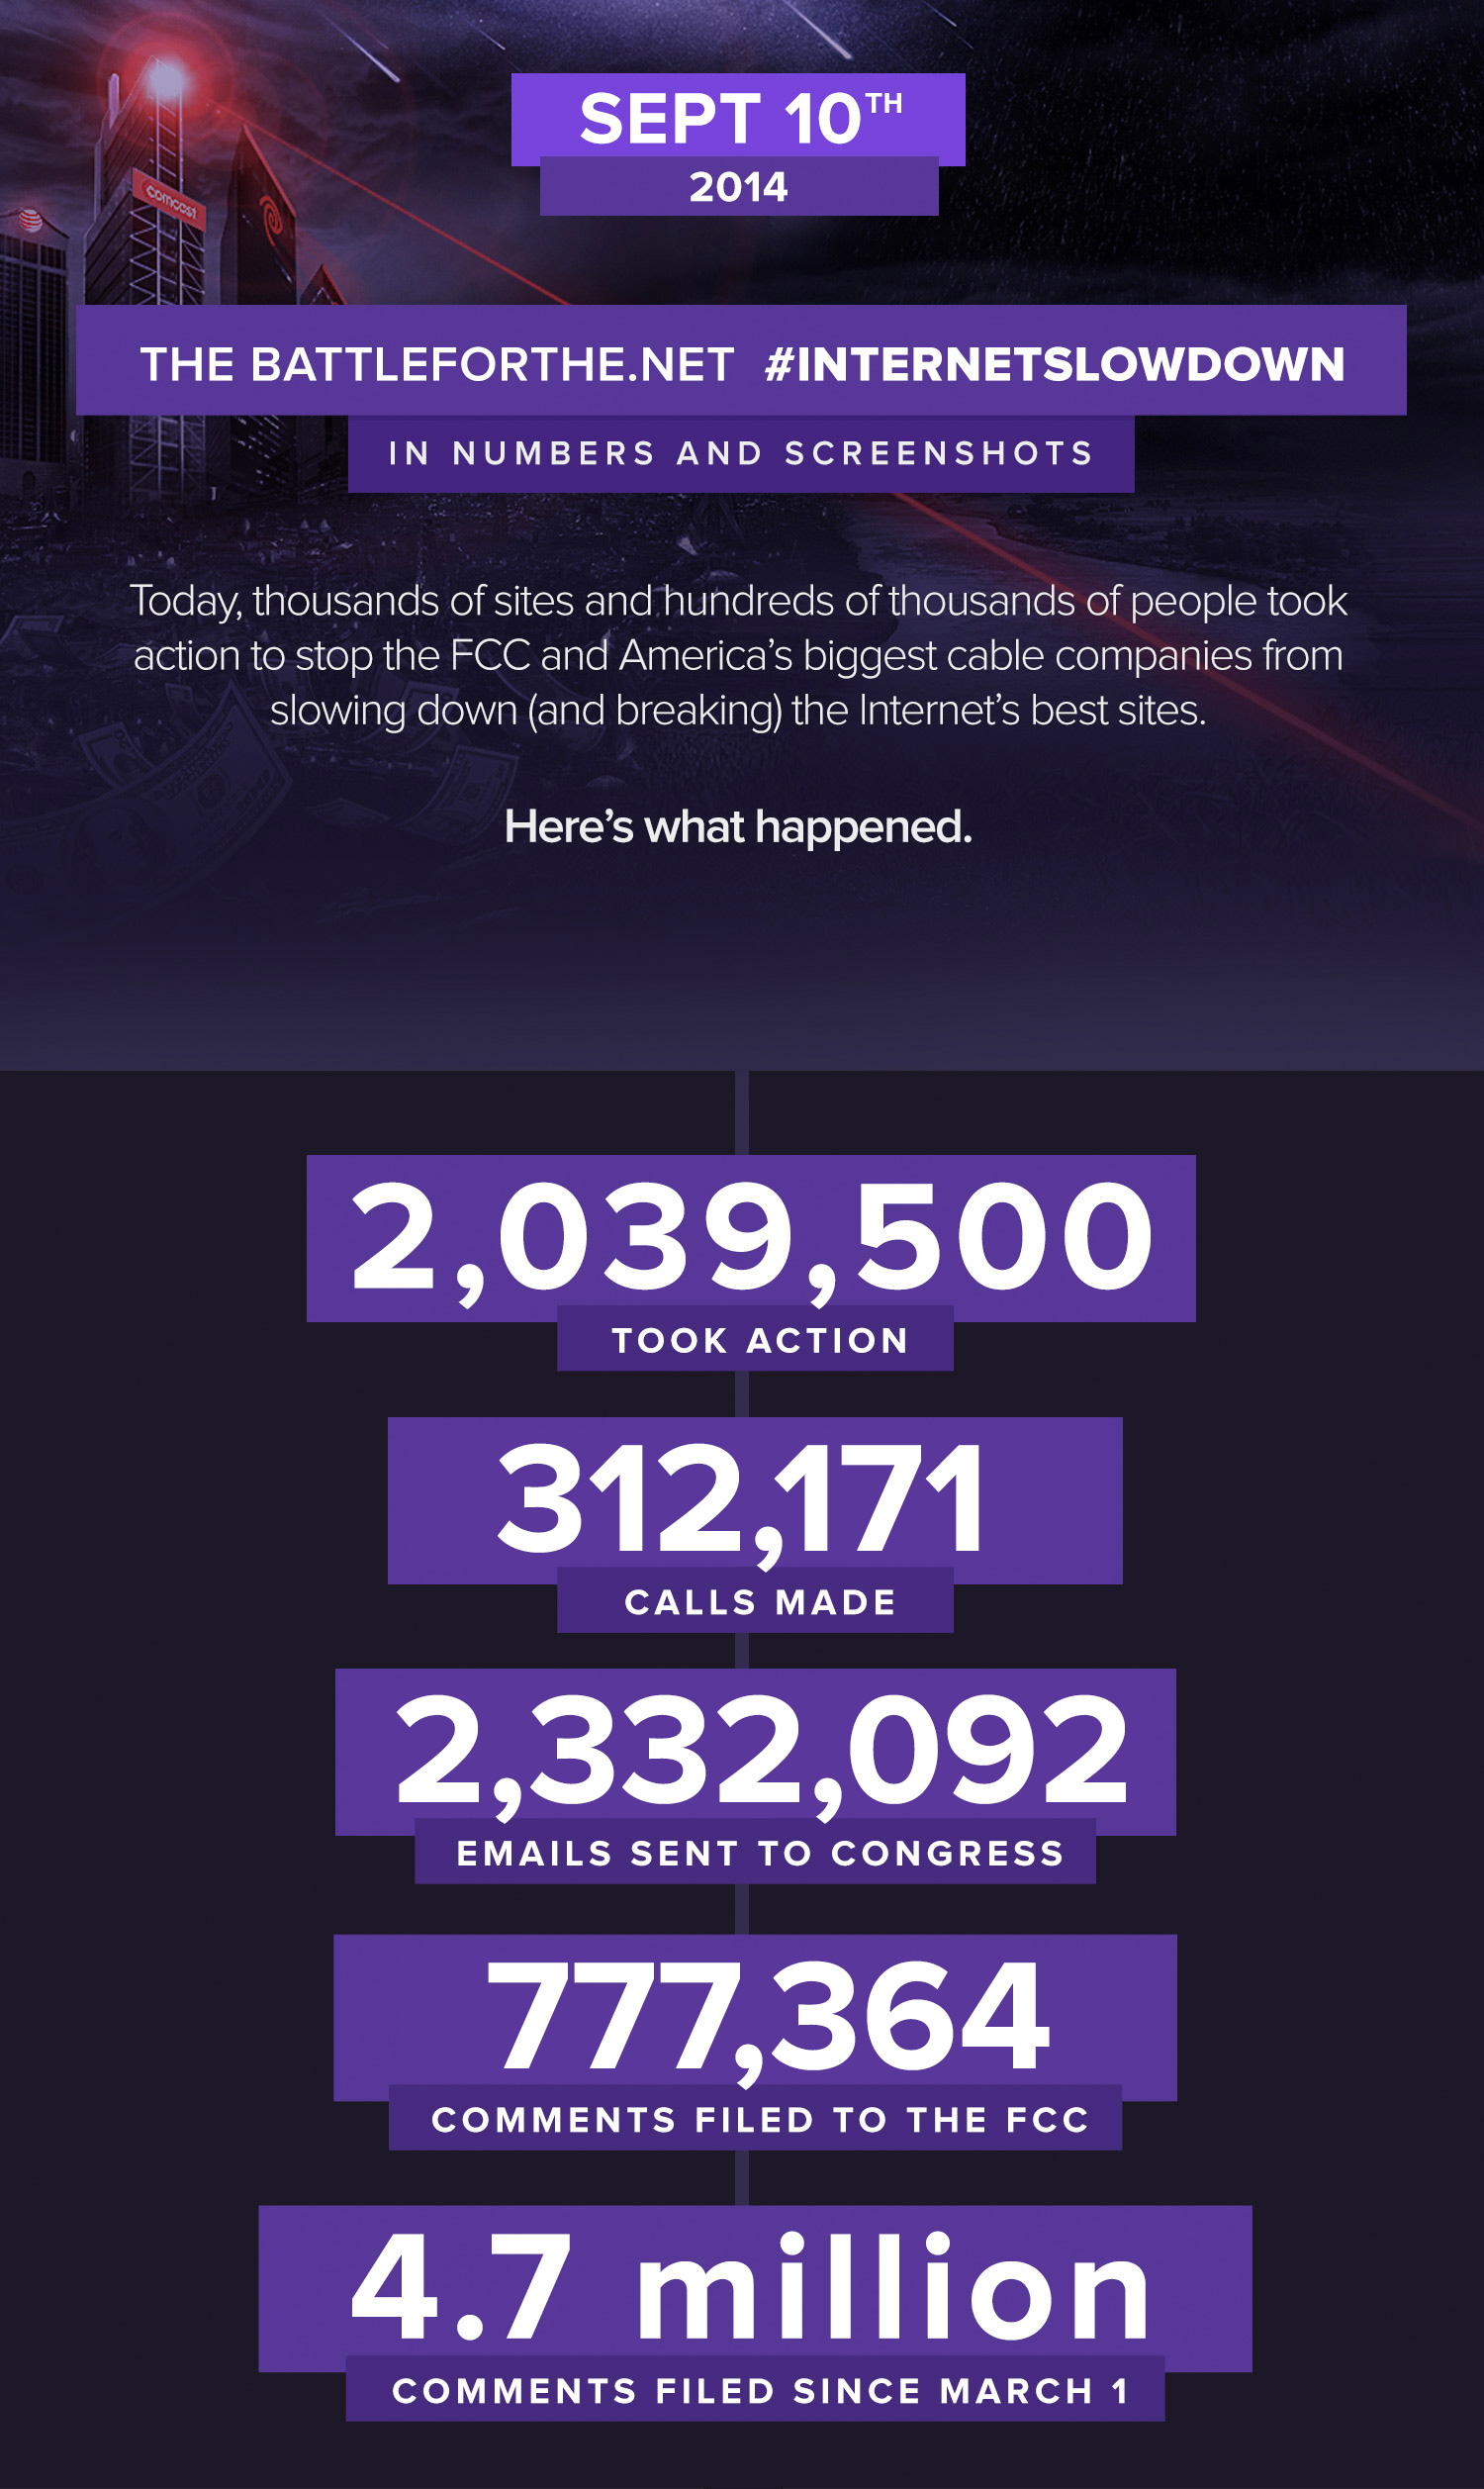 SEPT 10TH
2014
comcast
THE BATTLEFORTHE.NET #INTERNETSLOWDOWN
IN NUMBERS AND SCREENSHOTS
Today, thousands of sites and hundreds of thousands of people took
action to stop the FCC and America’s biggest cable companies from
slowing down (and breaking) the Internet’s best sites.
Here’s what happened.
2,039,500
TOOK ACTION
312,171
CALLS MADE
2,332,092
EMAILS SENT TO CONGRESS
777,364
COMMENTS FILED TO THE FCC
4.7 million
COMMENTS FILED SINCE MARCH 1